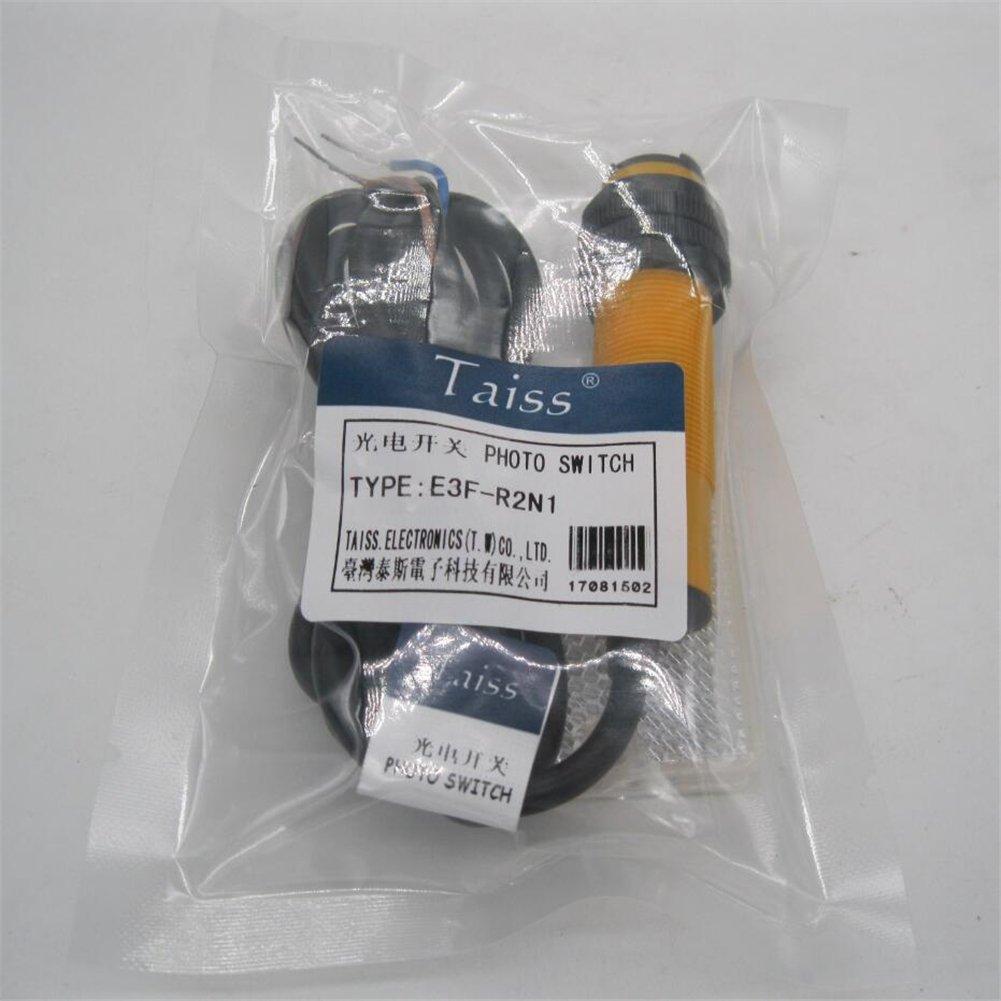 Taiss®
光电开关 PHOTO SWITCH
TYPE:E3F-R2N1
TAISS.ELECTRONICS(T.W)CO.,LTD.
臺灣泰斯電子科技有限公司
17081502
Taiss
光电开关
PHOTO SWITCH